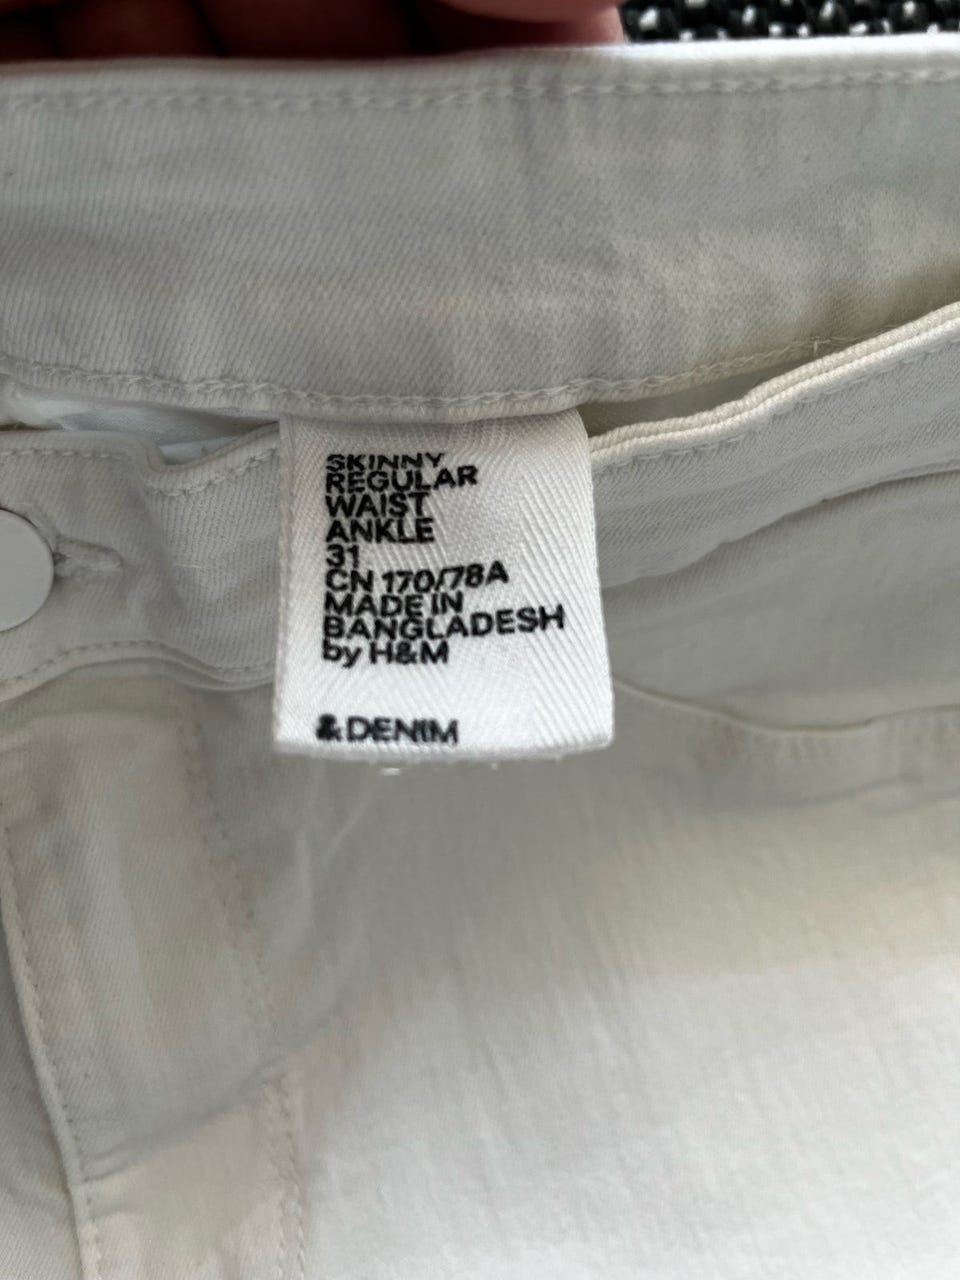 SKINNY
REGULAR
WAIST
ANKLE
31
CN 170/78A
MADE IN
BANGLADESH
by H&M
& DENIM